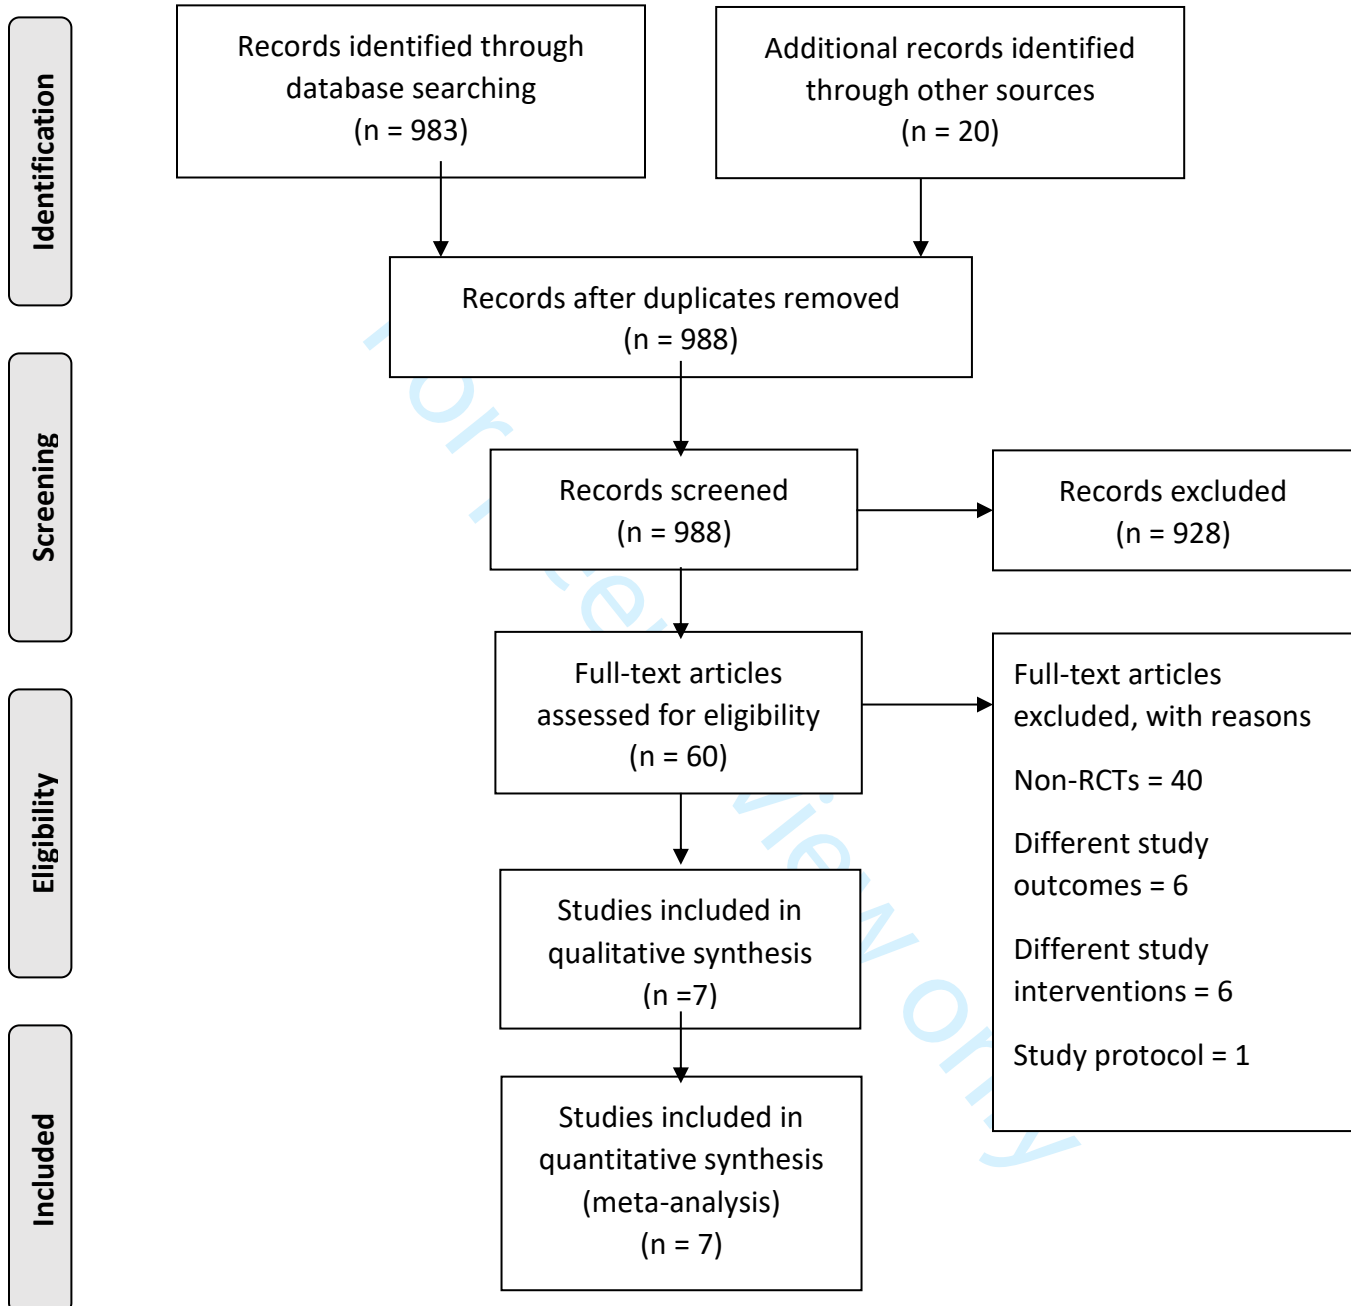 Identification
Records identified through
database searching
(n = 983)
Additional records identified
through other sources
(n = 20)
Records after duplicates removed
(n = 988)
Screening
Records screened
(n = 988)
Records excluded
(n = 928)
Eligibility
Full-text articles
assessed for eligibility
(n = 60)
Full-text articles
excluded, with reasons
Non-RCTs = 40
Different study
outcomes = 6
Different study
interventions = 6
Study protocol = 1
Studies included in
qualitative synthesis
(n =7)
Included
Studies included in
quantitative synthesis
(meta-analysis)
(n = 7)
only